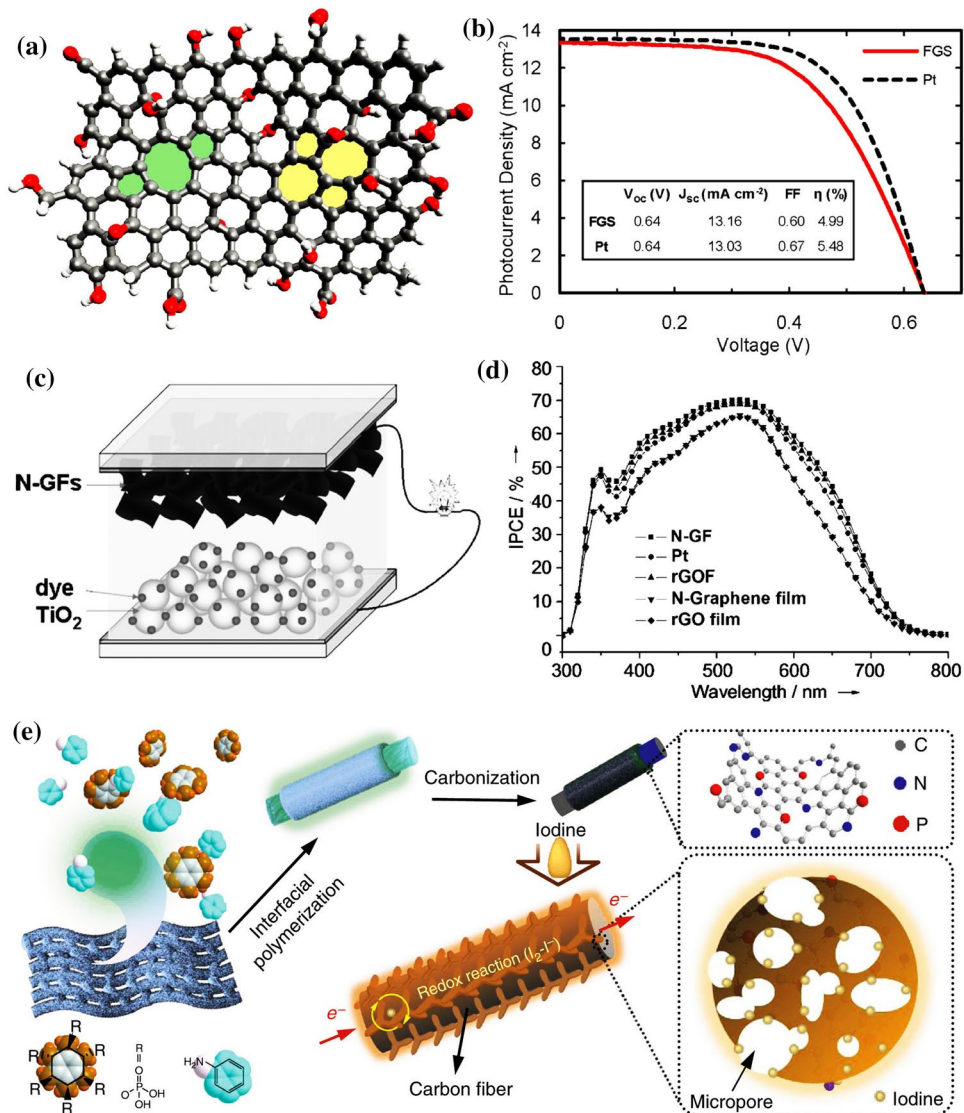 (a)
(b)
Photocurrent Density (mA cm⁻²)
14
12
10
8
6
4
2
0
FGS
Pt
V_OC (V) J_SC (mA cm⁻²) FF η (%)
FGS 0.64 13.16 0.60 4.99
Pt 0.64 13.03 0.67 5.48
0 0.2 0.4 0.6
Voltage (V)
(c)
N-GFs
dye
TiO₂
(d)
IPCE / % →
80
70
60
50
40
30
20
10
0
N-GF
Pt
rGOF
N-Graphene film
rGO film
300 400 500 600 700 800
Wavelength / nm →
(e)
Interfacial
polymerization
Carbonization
Iodine
C
N
P
e⁻
Redox reaction (I₂-I⁻)
e⁻
Carbon fiber
Micropore
Iodine
R
R R
R R
R
R
=
O
P
O OH
OH
H₂N